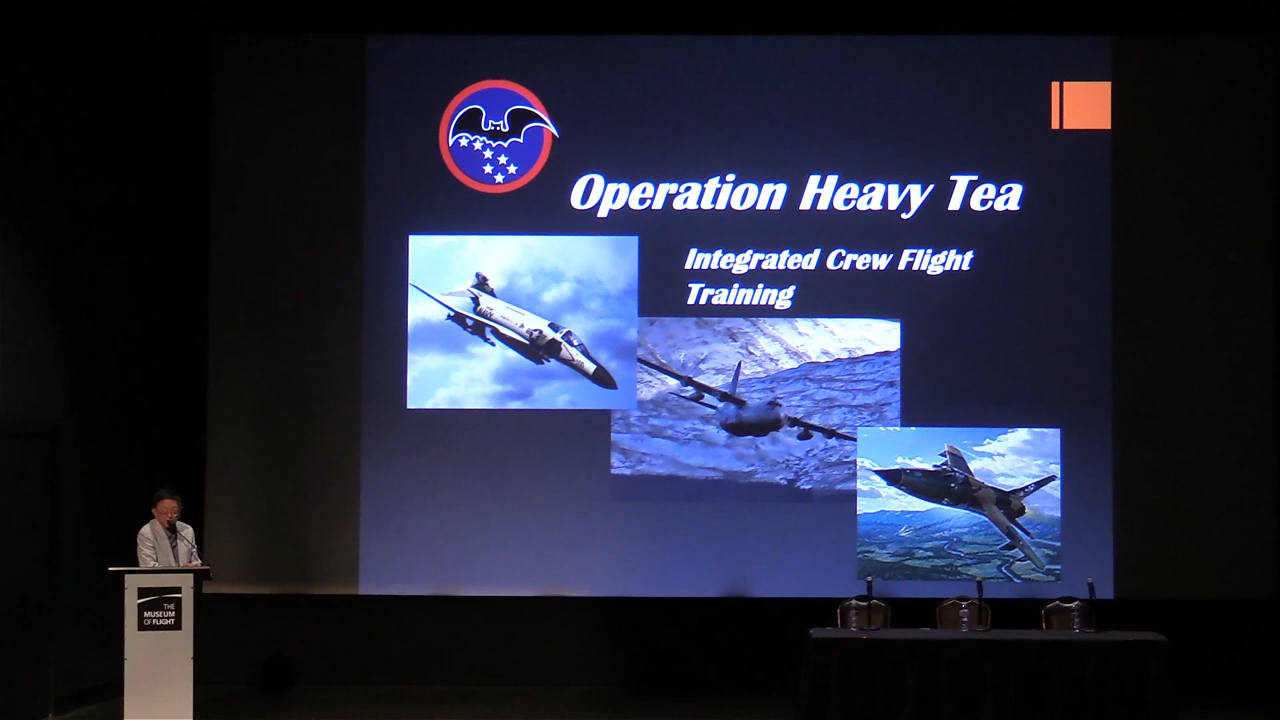 Operation Heavy Tea
Integrated Crew Flight
Training
THE
MUSEUM
OF FLIGHT